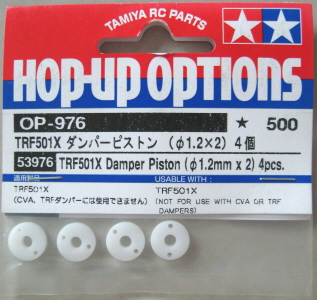 TAMIYA RC PARTS
HOP-UP OPTIONS
OP-976 ★ 500
TRF501X ダンパーピストン (φ1.2×2) 4個
53976 TRF501X Damper Piston (φ1.2mm x 2) 4pcs.
適用部品 USABLE WITH :
TRF501X TRF501X
(CVA, TRFダンパーには使用できません) (NOT FOR USE WITH CVA OR TRF
DAMPERS)